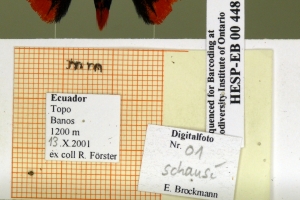 mm
Ecuador
Topo
Banos
1200 m
13.X.2001
ex coll R. Förster
quenced for Barcoding at
odiversity Institute of Ontario
HESP-EB 00 448
Digitalfoto
Nr. 01
schausi
E. Brockmann